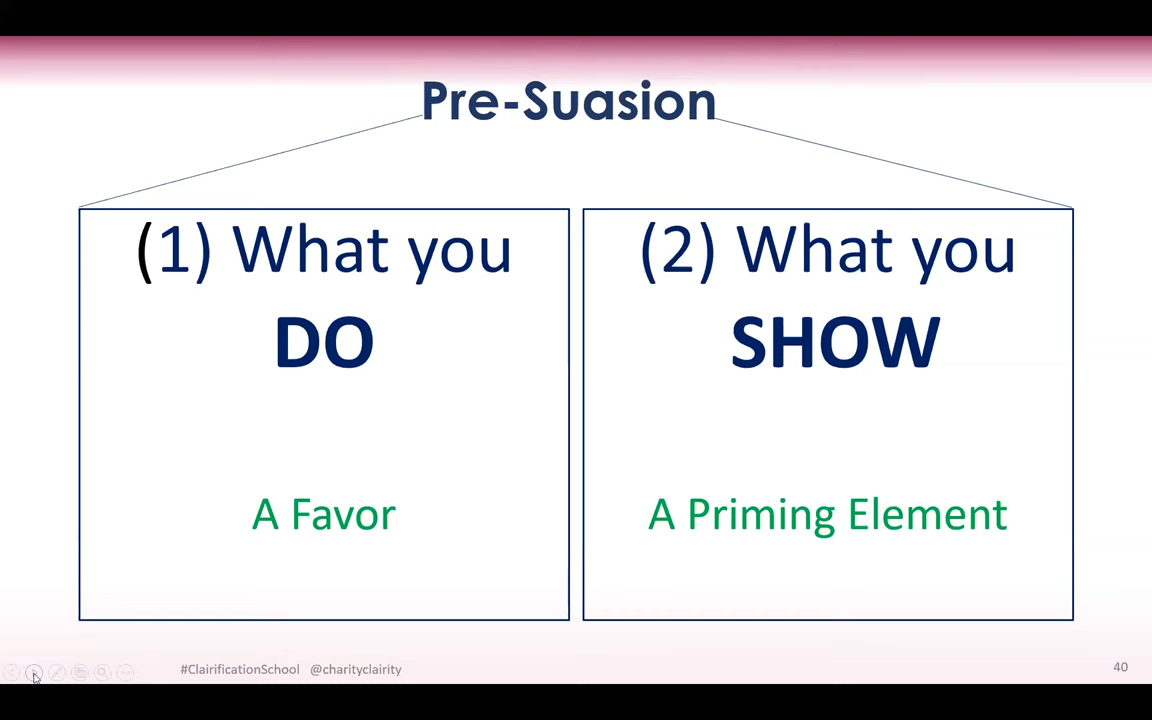 Pre-Suasion
(1) What you
DO
A Favor
(2) What you
SHOW
A Priming Element
#ClairificationSchool @charityclairity
40